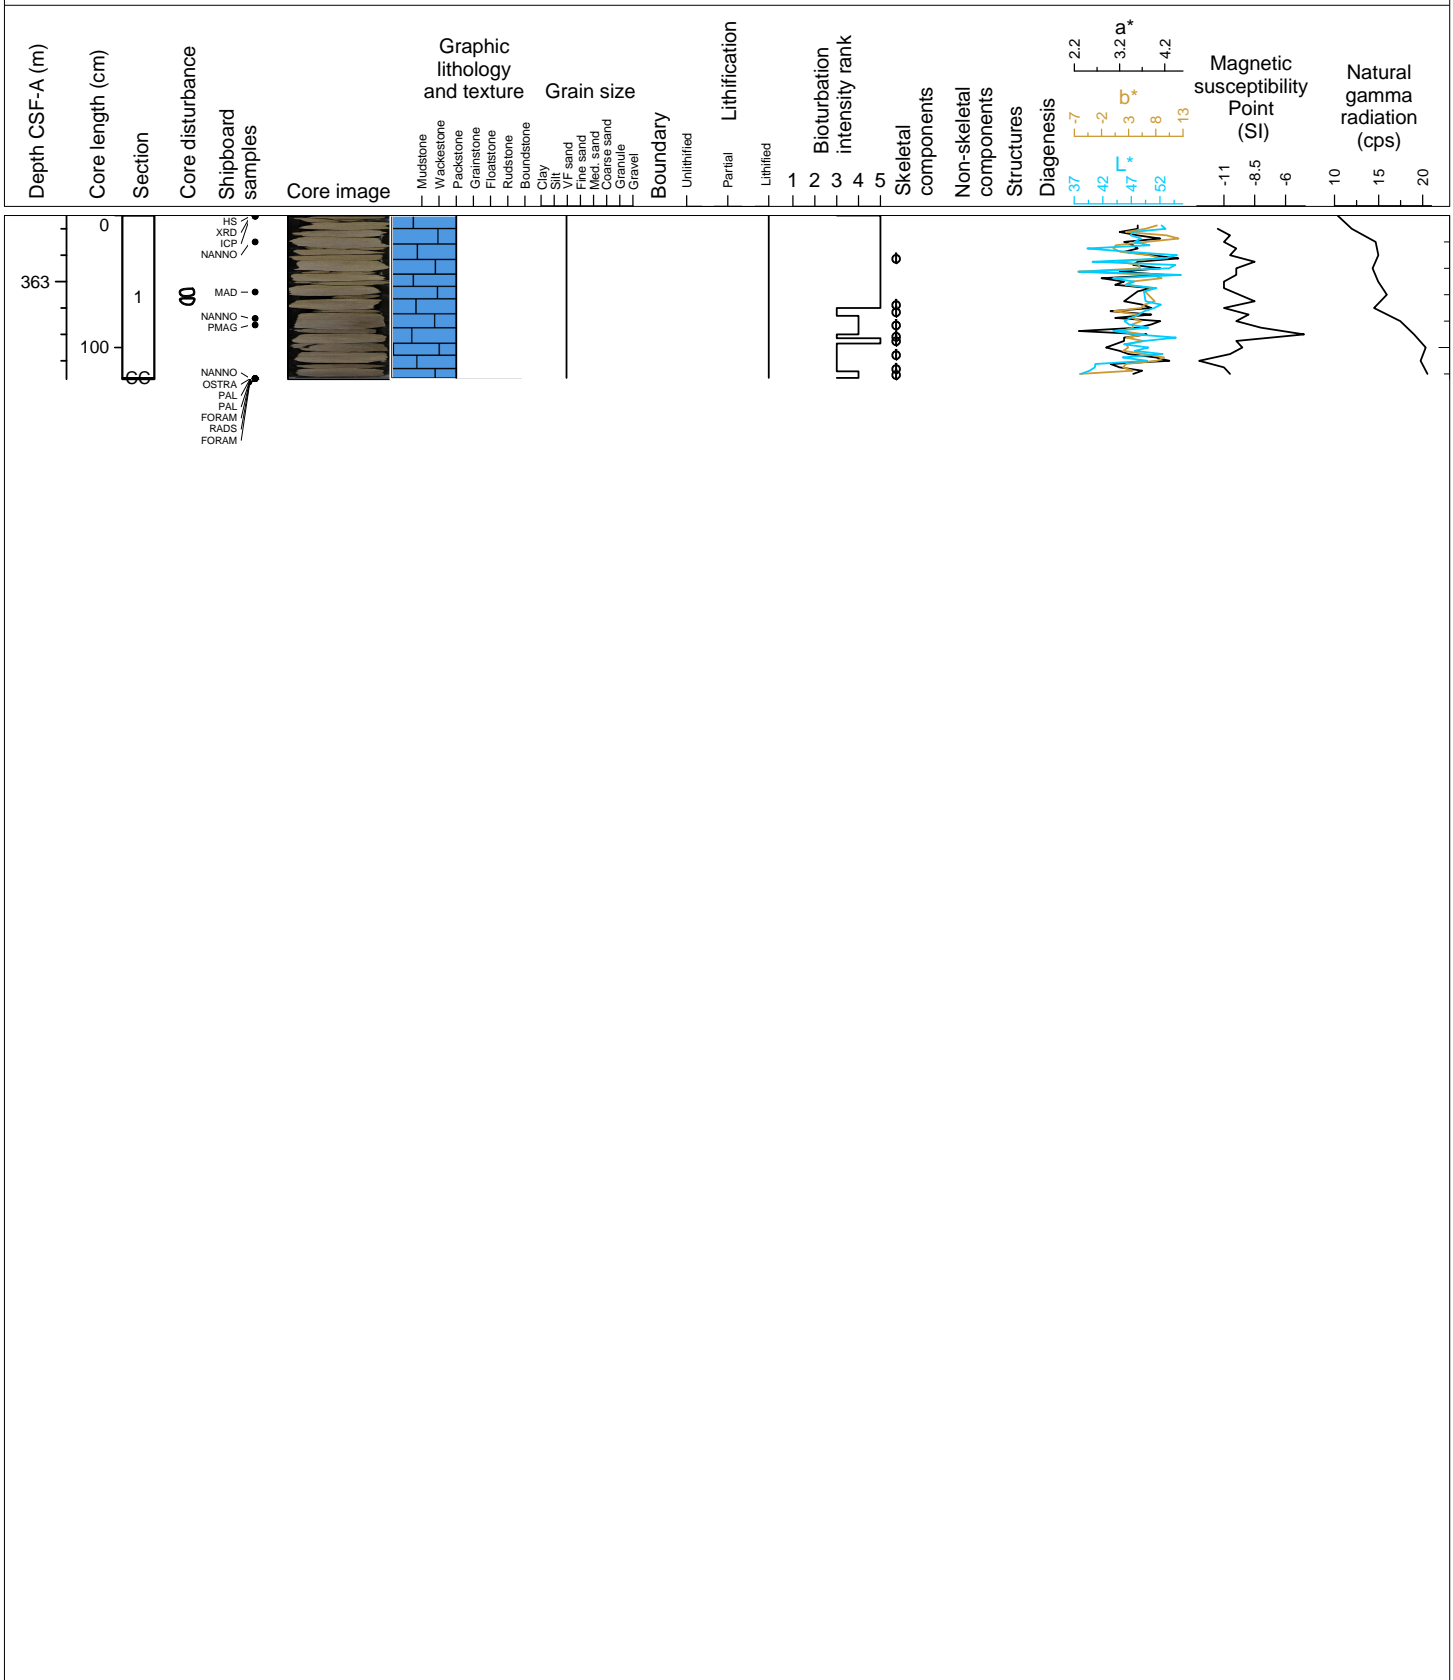 Depth CSF-A (m)
Core length (cm)
Section
Core disturbance
Shipboard
samples
Core image
Graphic
lithology
and texture
Mudstone
Wackestone
Packstone
Grainstone
Floatstone
Rudstone
Boundstone
Grain size
Clay
Silt
VF sand
Fine sand
Med. sand
Coarse sand
Granule
Gravel
Boundary
Lithification
Unlithified
Partial
Lithified
Bioturbation
intensity rank
1 2 3 4 5
Skeletal
components
Non-skeletal
components
Structures
Diagenesis
a*
2.2 3.2 4.2
b*
-7 -2 3 8 13
L*
37 42 47 52
Magnetic
susceptibility
Point
(SI)
-11 -8.5 -6
Natural
gamma
radiation
(cps)
10 15 20
363
0
100
1
CC
HS
XRD
ICP
NANNO
MAD
NANNO
PMAG
NANNO
OSTRA
PAL
PAL
FORAM
RADS
FORAM